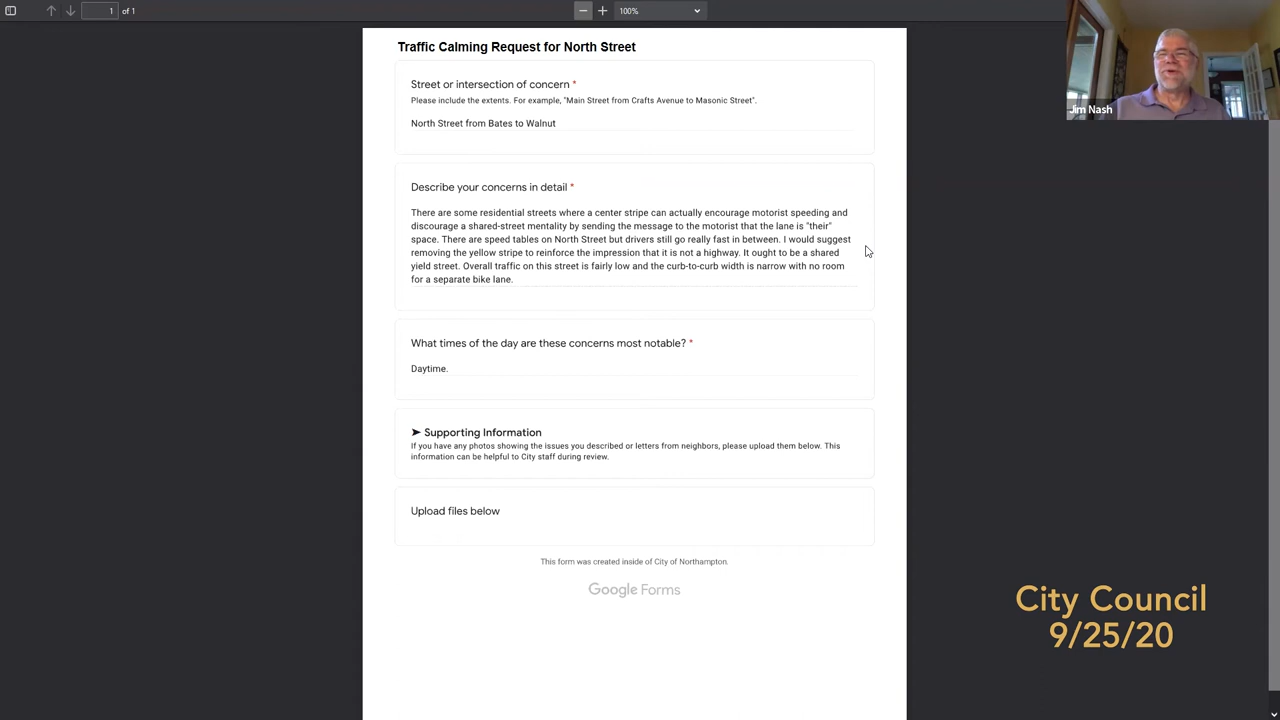 1 of 1
100%
Traffic Calming Request for North Street
Jim Nash
Street or intersection of concern *
Please include the extents. For example, "Main Street from Crafts Avenue to Masonic Street".
North Street from Bates to Walnut
Describe your concerns in detail *
There are some residential streets where a center stripe can actually encourage motorist speeding and
discourage a shared-street mentality by sending the message to the motorist that the lane is "their"
space. There are speed tables on North Street but drivers still go really fast in between. I would suggest
removing the yellow stripe to reinforce the impression that it is not a highway. It ought to be a shared
yield street. Overall traffic on this street is fairly low and the curb-to-curb width is narrow with no room
for a separate bike lane.
What times of the day are these concerns most notable? *
Daytime.
➤ Supporting Information
If you have any photos showing the issues you described or letters from neighbors, please upload them below. This
information can be helpful to City staff during review.
Upload files below
This form was created inside of City of Northampton.
Google Forms
City Council
9/25/20